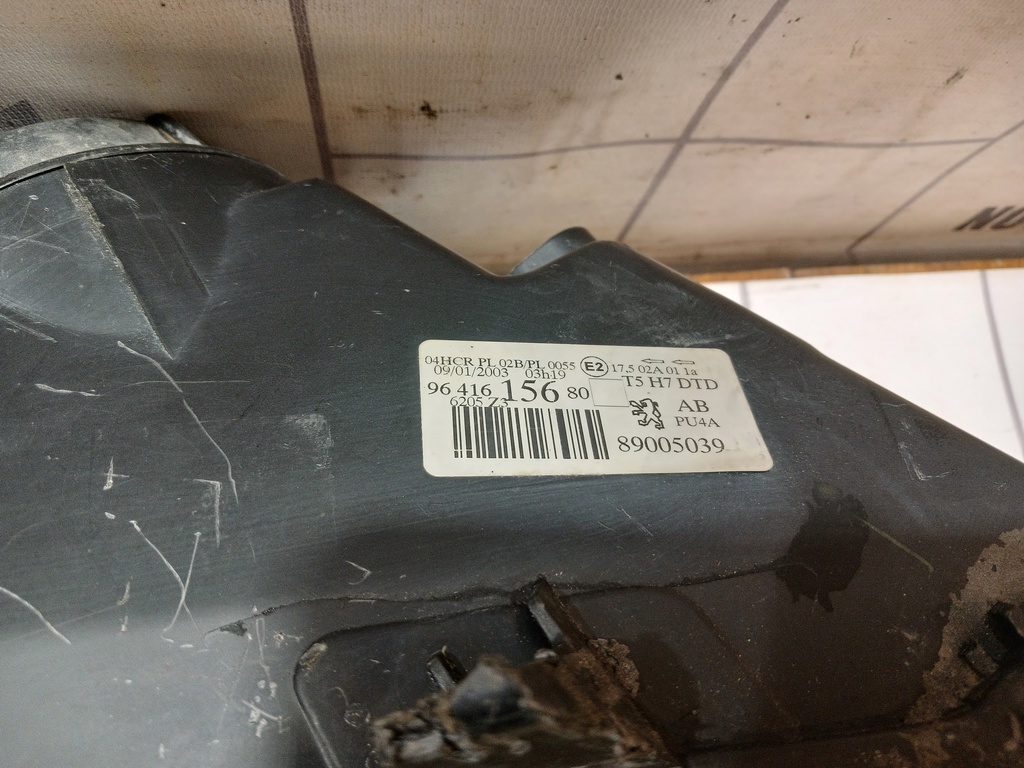 04HCR PL 02B/PL 0055 E2 17,5 02A 01 1a
09/01/2003 03h19 T5 H7 DTD
96 416 156 80
6205 Z3 AB
PU4A
89005039